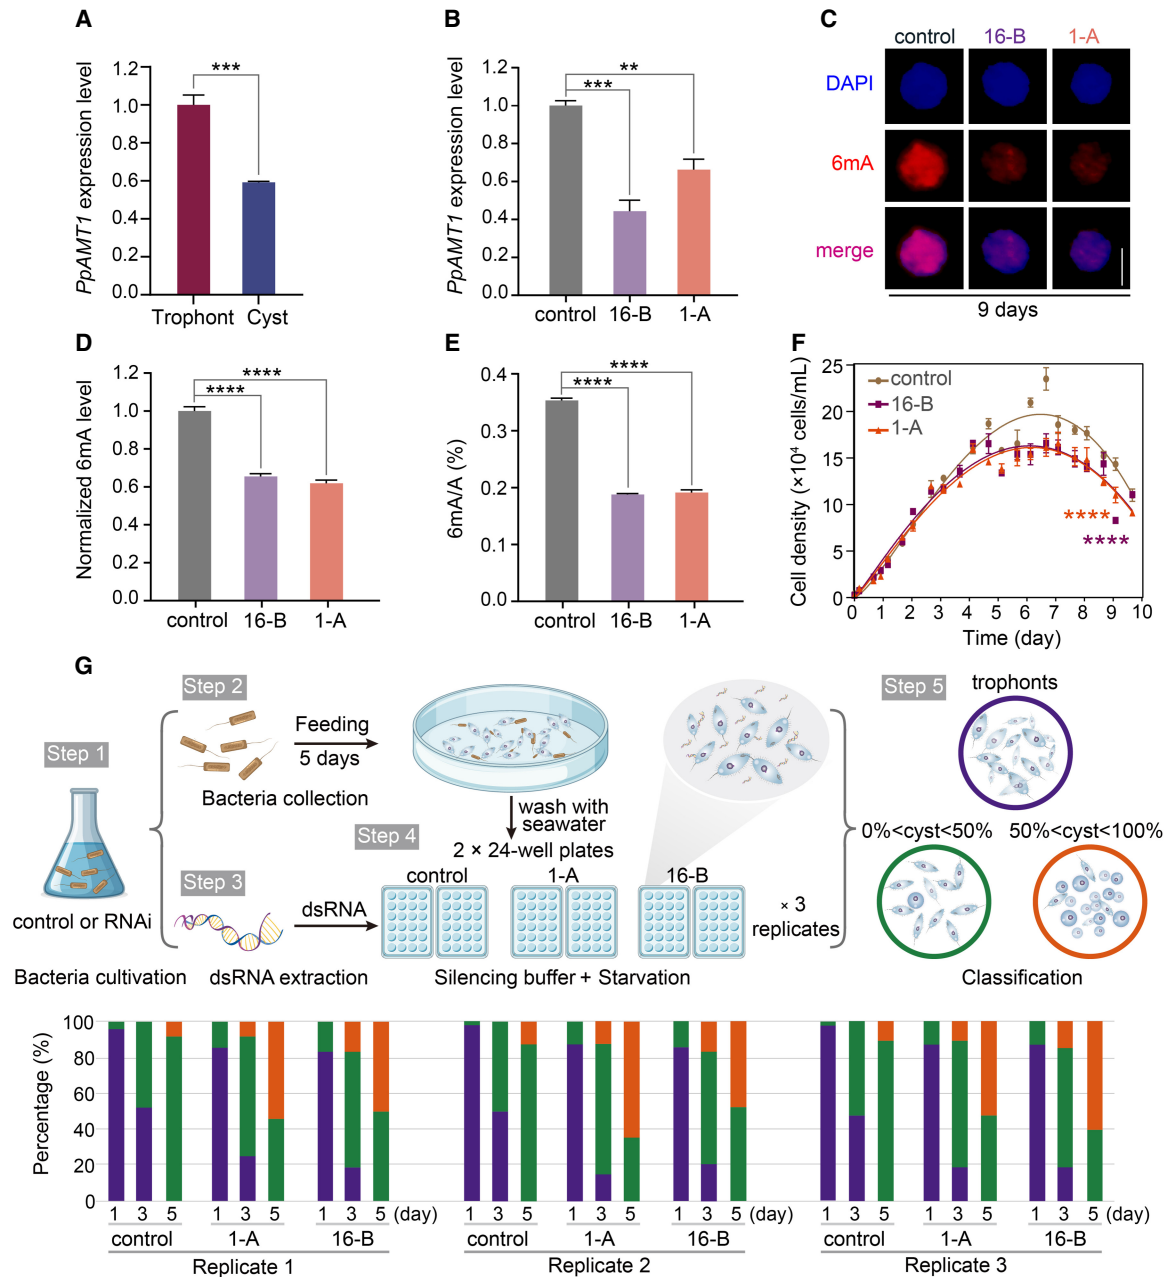 A
PpAMT1 expression level
1.2
1.0
0.8
0.6
0.4
0.2
0.0
***
Trophont Cyst
B
PpAMT1 expression level
1.2
1.0
0.8
0.6
0.4
0.2
0.0
**
***
control 16-B 1-A
C
control 16-B 1-A
DAPI
6mA
merge
9 days
D
Normalized 6mA level
1.2
1.0
0.8
0.6
0.4
0.2
0.0
****
****
control 16-B 1-A
E
6mA/A (%)
0.4
0.3
0.2
0.1
0.0
****
****
control 16-B 1-A
F
Cell density (×10⁴ cells/mL)
25
20
15
10
5
0
control
16-B
1-A
****
****
0 1 2 3 4 5 6 7 8 9 10
Time (day)
G
Step 1
control or RNAi
Bacteria cultivation
Step 2
Bacteria collection
Feeding
5 days
Step 3
dsRNA extraction
dsRNA
wash with
seawater
Step 4
2 × 24-well plates
control 1-A 16-B
× 3
replicates
Silencing buffer + Starvation
Step 5
trophonts
0%<cyst<50% 50%<cyst<100%
Classification
Percentage (%)
100
80
60
40
20
0
1 3 5 1 3 5 1 3 5 (day)
control 1-A 16-B
Replicate 1
1 3 5 1 3 5 1 3 5 (day)
control 1-A 16-B
Replicate 2
1 3 5 1 3 5 1 3 5 (day)
control 1-A 16-B
Replicate 3